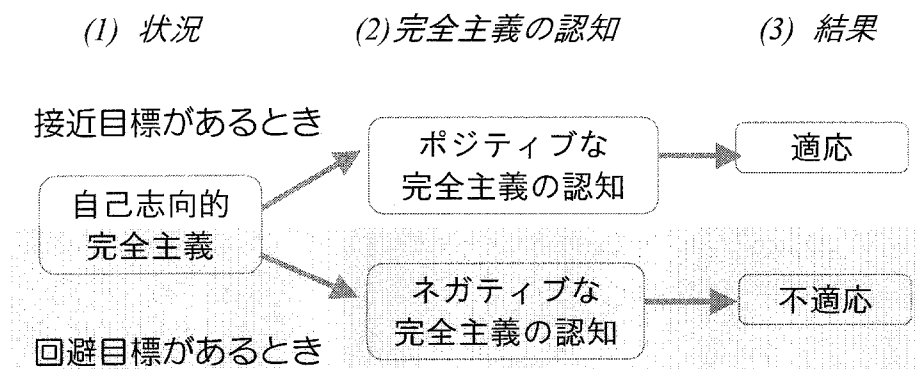 (1) 状況
(2)完全主義の認知
(3) 結果
接近目標があるとき
ポジティブな
完全主義の認知
適応
自己志向的
完全主義
ネガティブな
完全主義の認知
不適応
回避目標があるとき